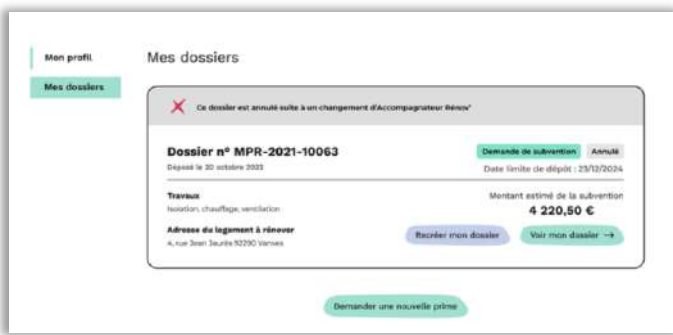 Mon profil
Mes dossiers
Mes dossiers
Ce dossier est annulé suite à un changement d'Accompagnateur Rénov'
Dossier n° MPR-2021-10063
Déposé le 20 octobre 2023
Demande de subvention
Annulé
Date limite de dépôt : 23/12/2024
Travaux
Isolation, chauffage, ventilation
Montant estimé de la subvention
4 220,50 €
Adresse du logement à rénover
4, rue Jean Jaurès 92290 Vanves
Recréer mon dossier
Voir mon dossier →
Demander une nouvelle prime